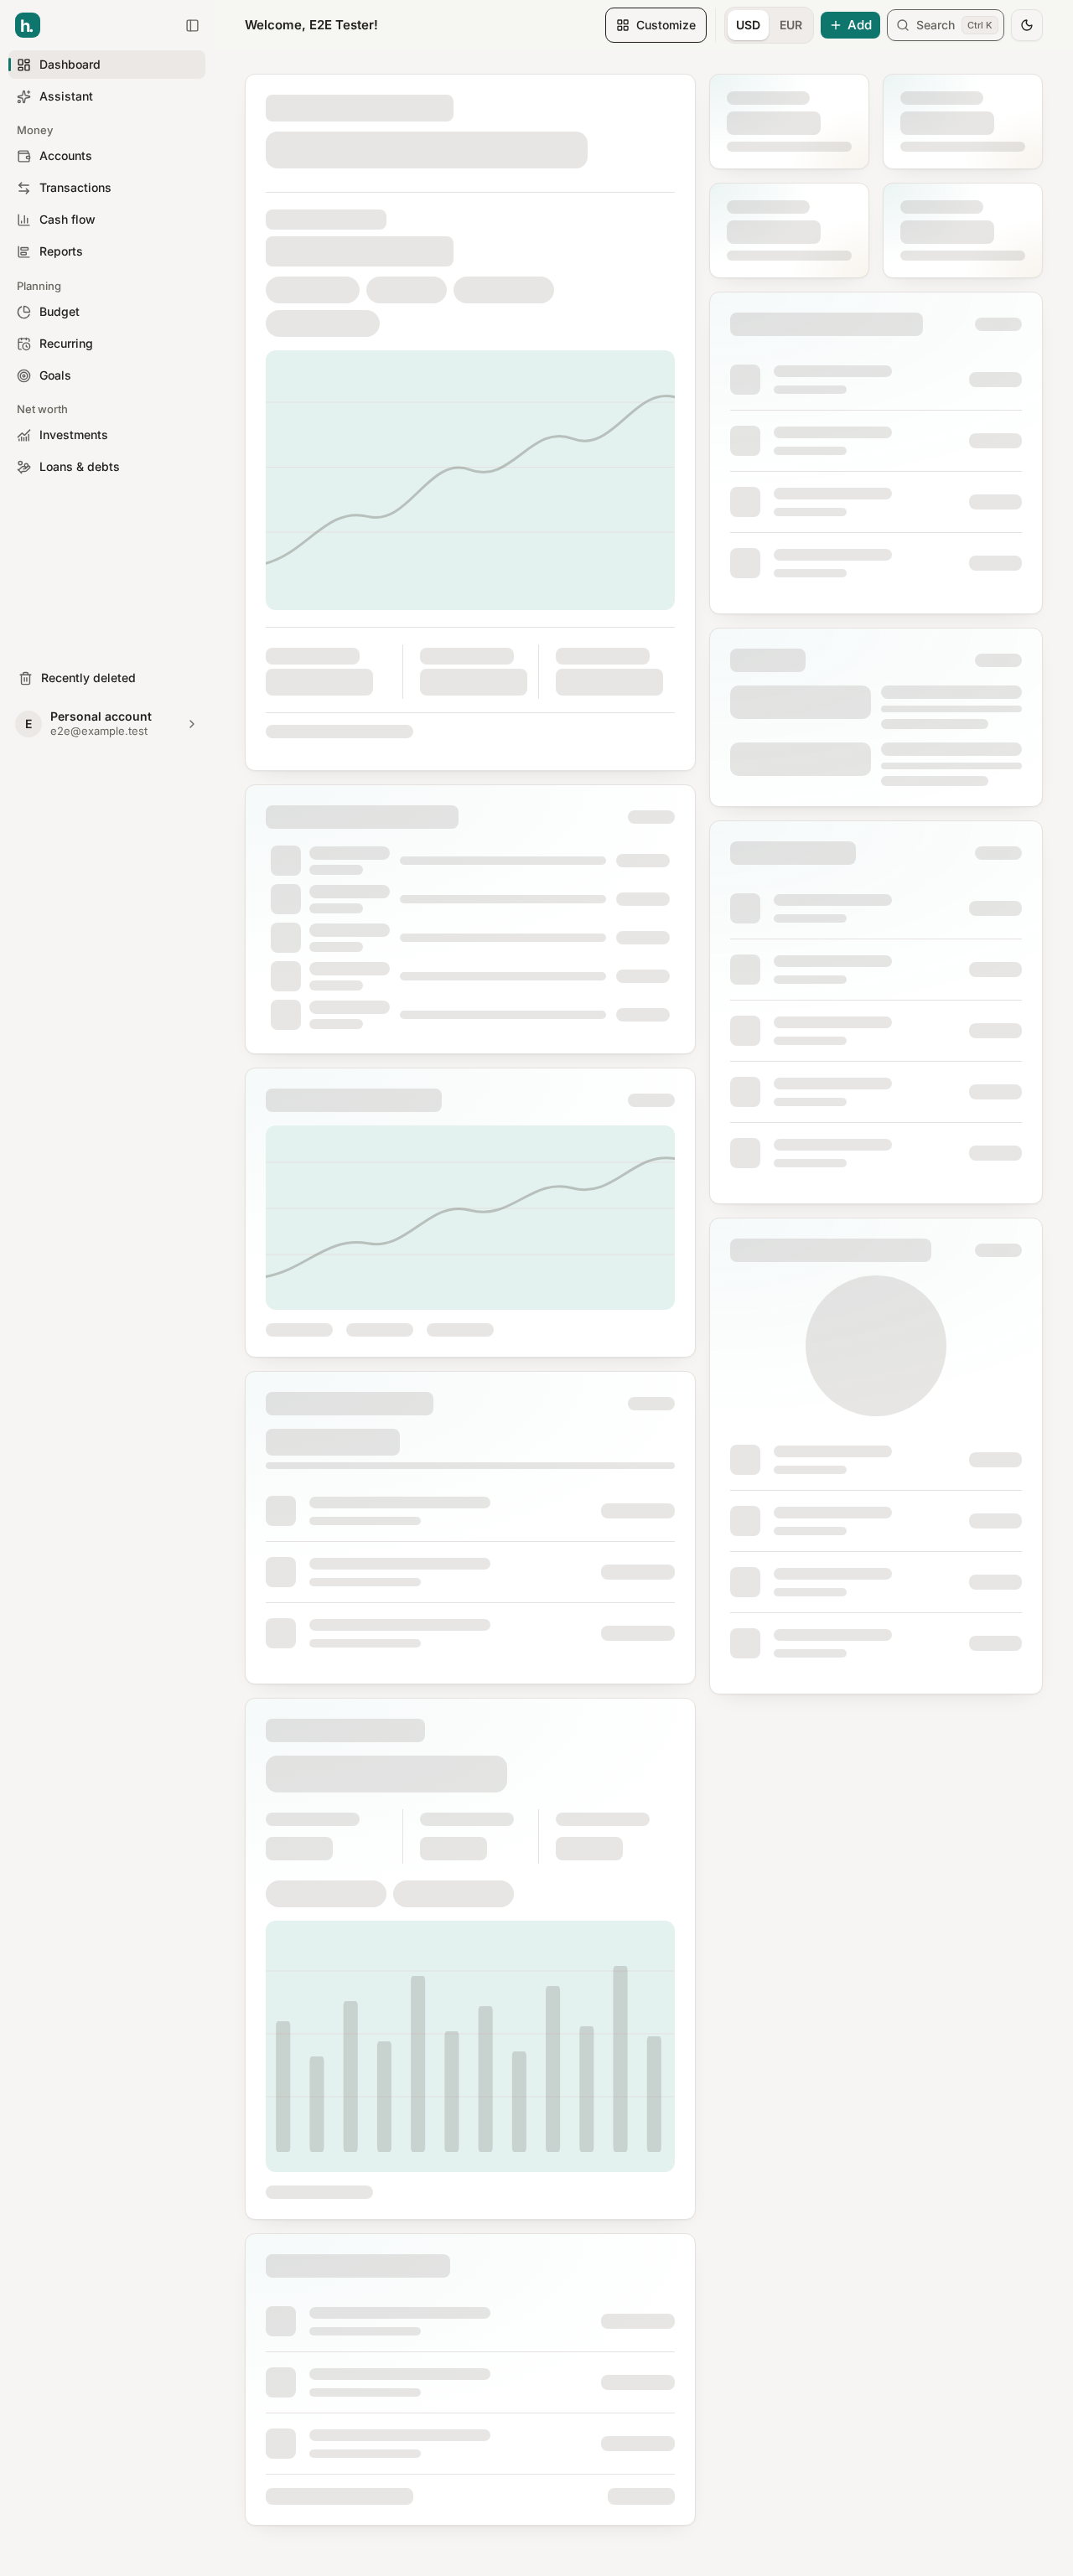 h.
Dashboard
Assistant
Money
Accounts
Transactions
Cash flow
Reports
Planning
Budget
Recurring
Goals
Net worth
Investments
Loans & debts
Recently deleted
E
Personal account
e2e@example.test
Welcome, E2E Tester!
Customize
USD
EUR
Add
Search
Ctrl K